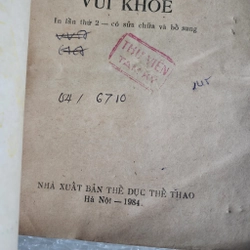 VUI KHOẺ
In lần thứ 2 — có sửa chữa và bổ sung
THƯ VIỆN
04 / 6710
NHÀ XUẤT BẢN THỂ DỤC THỂ THAO
Hà Nội — 1984